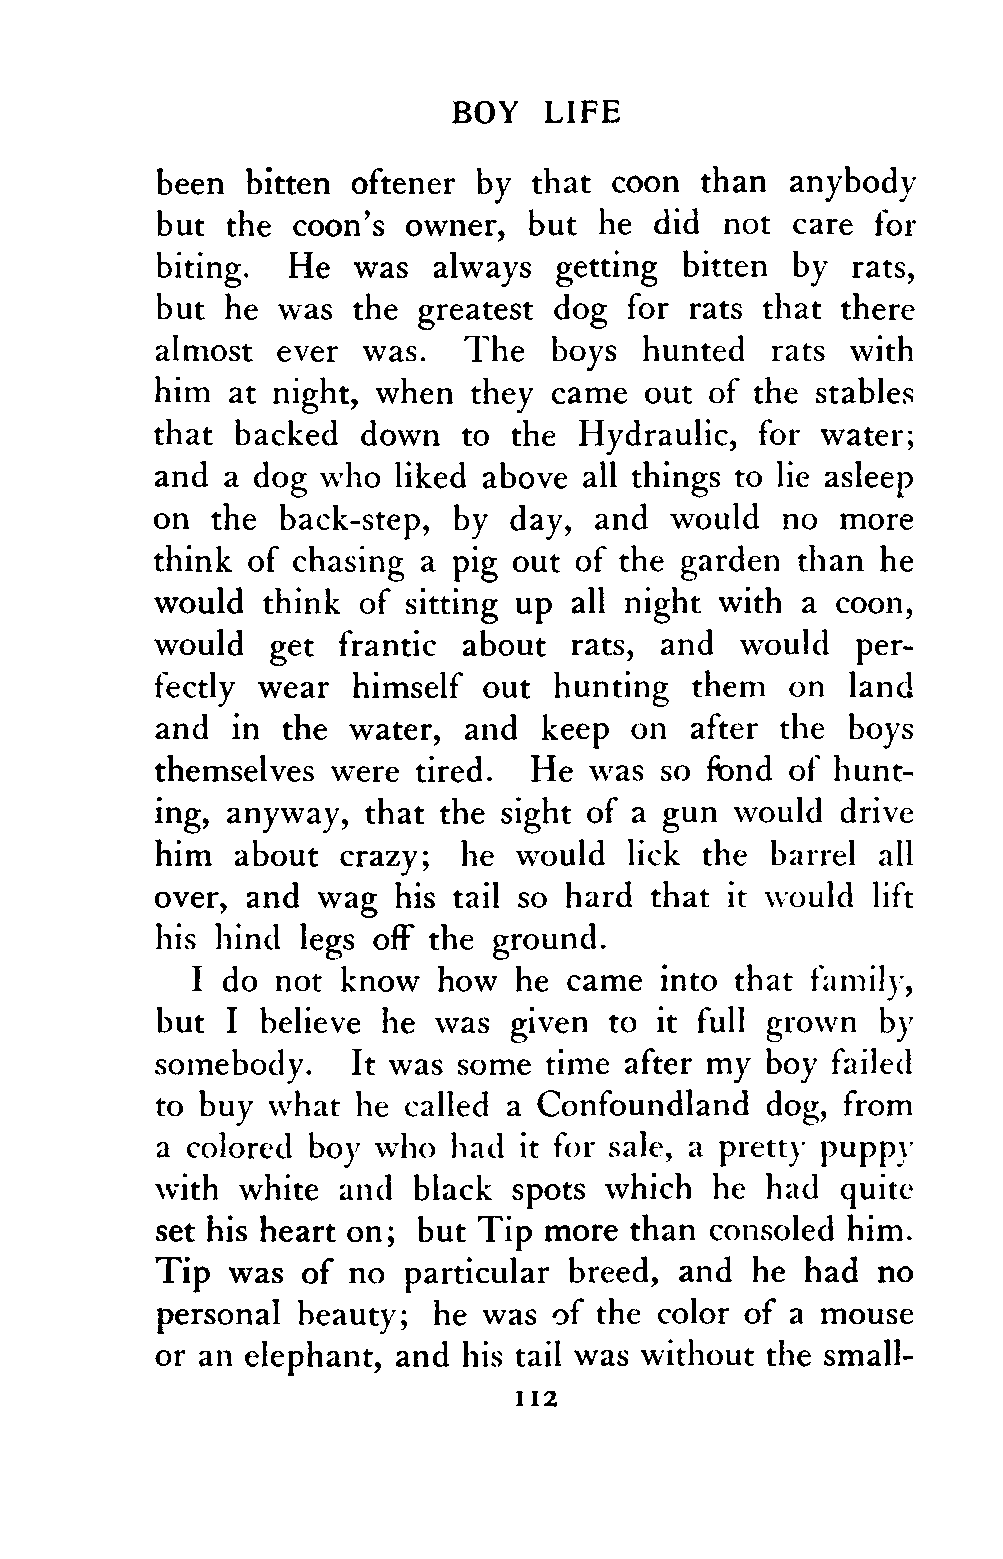 BOY LIFE
been bitten oftener by that coon than anybody
but the coon's owner, but he did not care for
biting. He was always getting bitten by rats,
but he was the greatest dog for rats that there
almost ever was. The boys hunted rats with
him at night, when they came out of the stables
that backed down to the Hydraulic, for water;
and a dog who liked above all things to lie asleep
on the back-step, by day, and would no more
think of chasing a pig out of the garden than he
would think of sitting up all night with a coon,
would get frantic about rats, and would per-
fectly wear himself out hunting them on land
and in the water, and keep on after the boys
themselves were tired. He was so fond of hunt-
ing, anyway, that the sight of a gun would drive
him about crazy; he would lick the barrel all
over, and wag his tail so hard that it would lift
his hind legs off the ground.
I do not know how he came into that family,
but I believe he was given to it full grown by
somebody. It was some time after my boy failed
to buy what he called a Confoundland dog, from
a colored boy who had it for sale, a pretty puppy
with white and black spots which he had quite
set his heart on; but Tip more than consoled him.
Tip was of no particular breed, and he had no
personal beauty; he was of the color of a mouse
or an elephant, and his tail was without the small-
112